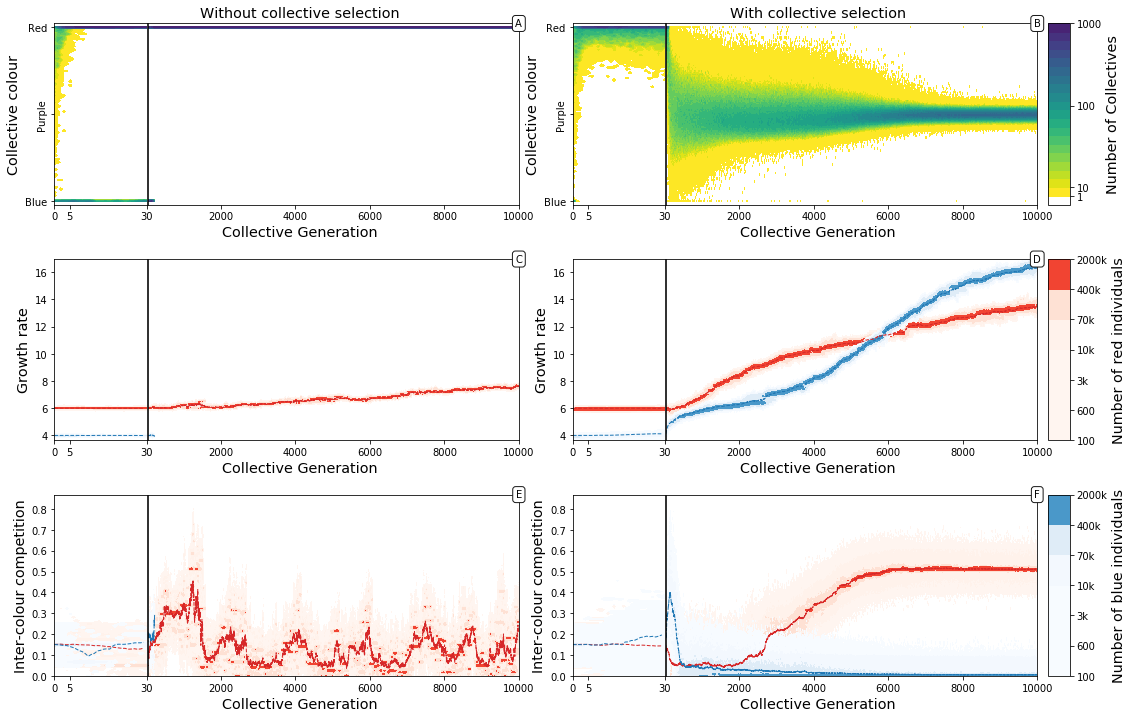 Without collective selection
With collective selection
A
B
Red
Purple
Blue
Collective colour
0 5 30 2000 4000 6000 8000 10000
Collective Generation
Red
Purple
Blue
Collective colour
0 5 30 2000 4000 6000 8000 10000
Collective Generation
1000
100
10
1
Number of Collectives
C
D
16
14
12
10
8
6
4
Growth rate
0 5 30 2000 4000 6000 8000 10000
Collective Generation
16
14
12
10
8
6
4
Growth rate
0 5 30 2000 4000 6000 8000 10000
Collective Generation
2000k
400k
70k
10k
3k
600
100
Number of red individuals
E
F
0.8
0.7
0.6
0.5
0.4
0.3
0.2
0.1
0.0
Inter-colour competition
0 5 30 2000 4000 6000 8000 10000
Collective Generation
0.8
0.7
0.6
0.5
0.4
0.3
0.2
0.1
0.0
Inter-colour competition
0 5 30 2000 4000 6000 8000 10000
Collective Generation
2000k
400k
70k
10k
3k
600
100
Number of blue individuals